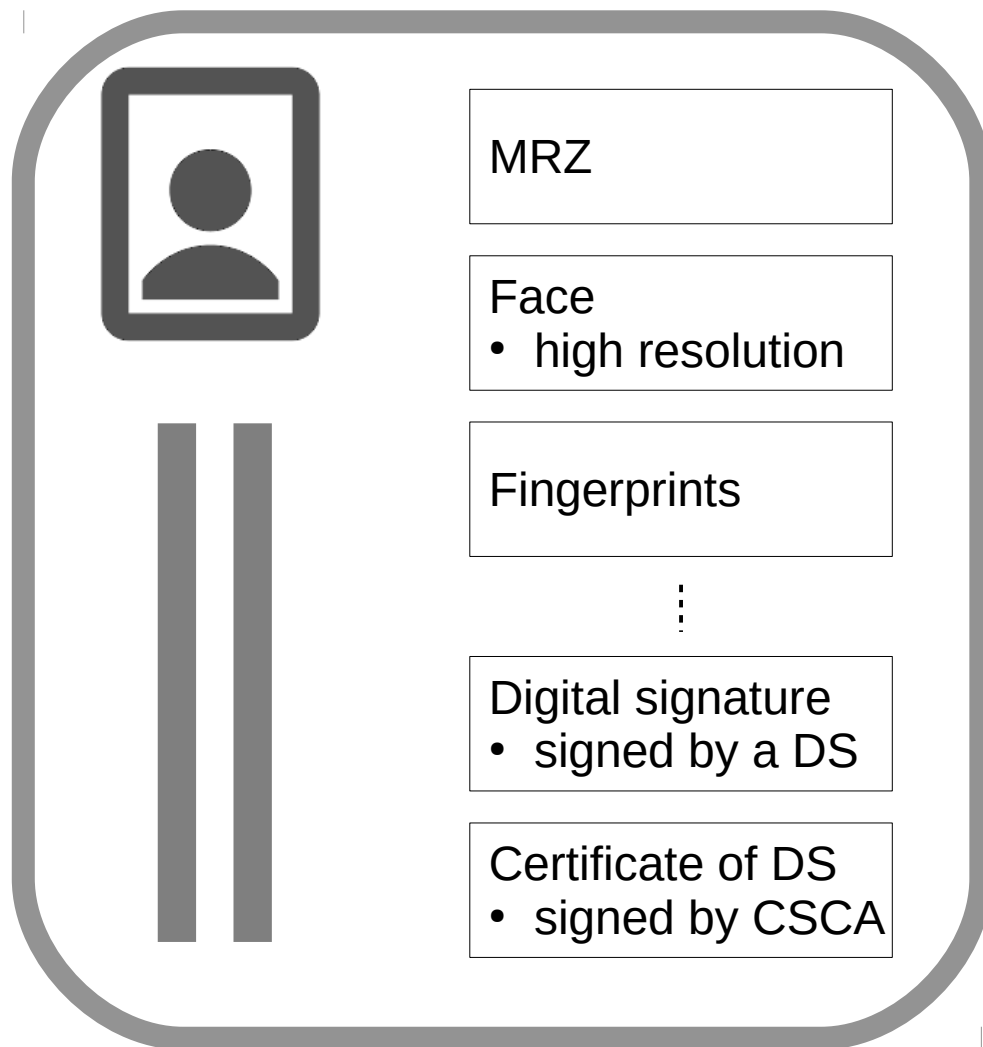 MRZ
Face
• high resolution
Fingerprints
Digital signature
• signed by a DS
Certificate of DS
• signed by CSCA